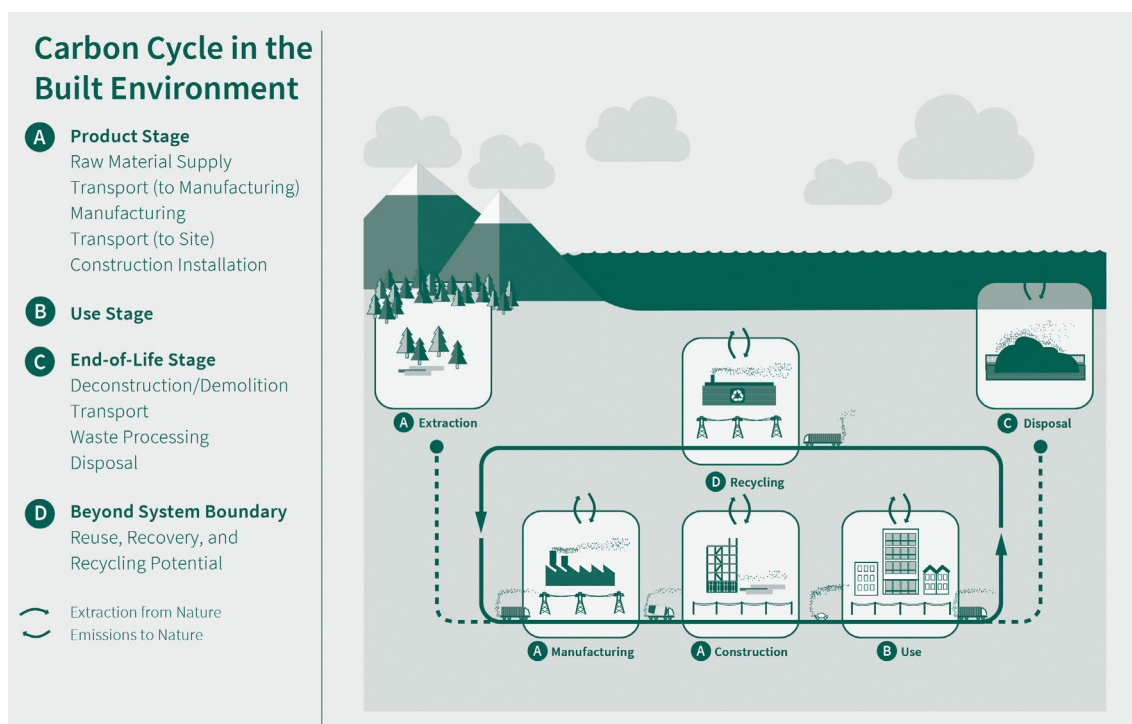 Carbon Cycle in the
Built Environment
A Product Stage
Raw Material Supply
Transport (to Manufacturing)
Manufacturing
Transport (to Site)
Construction Installation
B Use Stage
C End-of-Life Stage
Deconstruction/Demolition
Transport
Waste Processing
Disposal
D Beyond System Boundary
Reuse, Recovery, and
Recycling Potential
Extraction from Nature
Emissions to Nature
A Extraction
C Disposal
D Recycling
A Manufacturing
A Construction
B Use